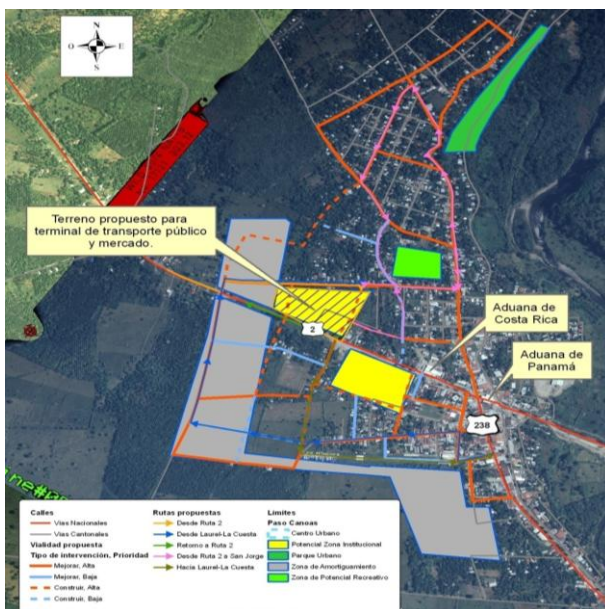 N
O
E
S
Terreno propuesto para
terminal de transporte público
y mercado.
Aduana de
Costa Rica
2
Aduana de
Panamá
238
Calles
Vías Nacionales
Vías Cantonales
Vialidad propuesta
Tipo de intervención, Prioridad
Mejorar, Alta
Mejorar, Baja
Construir, Alta
Construir, Baja
Rutas propuestas
Desde Ruta 2
Desde Laurel-La Cuesta
Retorno a Ruta 2
Desde Ruta 2 a San Jorge
Hacia Laurel-La Cuesta
Límites
Paso Canoas
Centro Urbano
Potencial Zona Institucional
Parque Urbano
Zona de Amortiguamiento
Zona de Potencial Recreativo